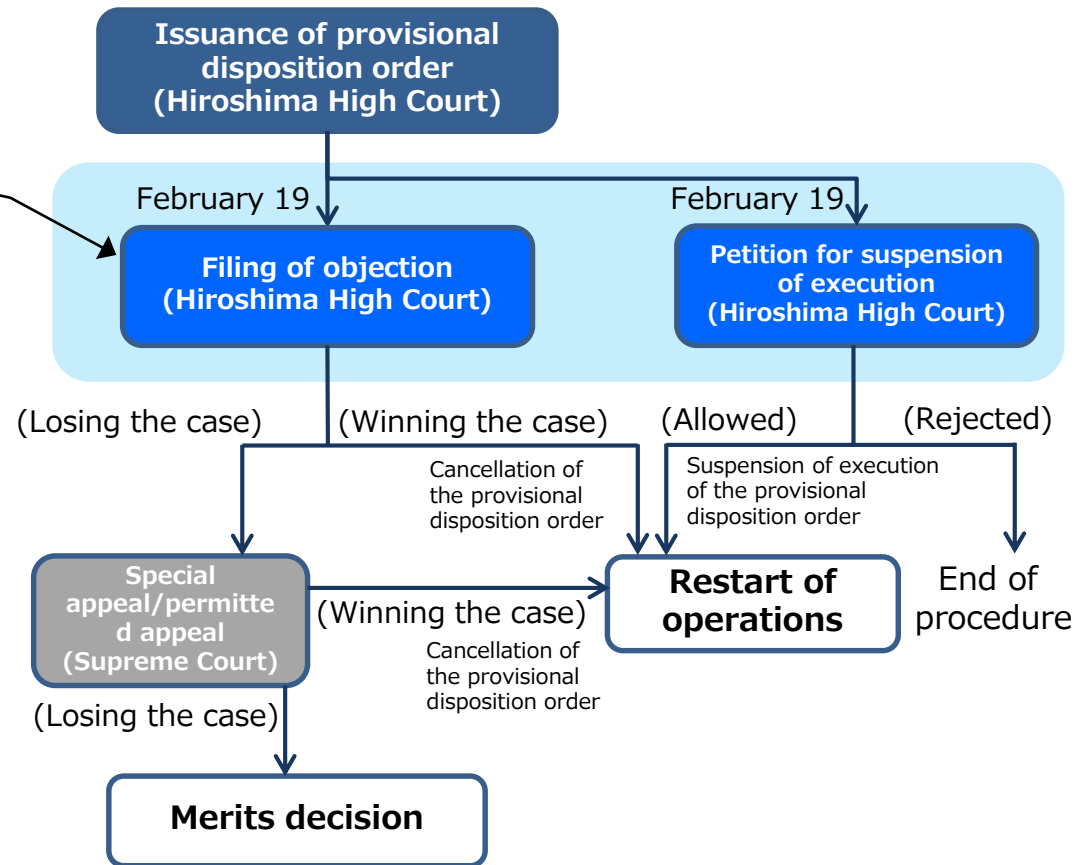 Issuance of provisional
disposition order
(Hiroshima High Court)
February 19
February 19
Filing of objection
(Hiroshima High Court)
Petition for suspension
of execution
(Hiroshima High Court)
(Losing the case)
(Winning the case)
(Allowed)
(Rejected)
Cancellation of
the provisional
disposition order
Suspension of execution
of the provisional
disposition order
Special
appeal/permitte
d appeal
(Supreme Court)
(Winning the case)
Cancellation of
the provisional
disposition order
Restart of
operations
End of
procedure
(Losing the case)
Merits decision